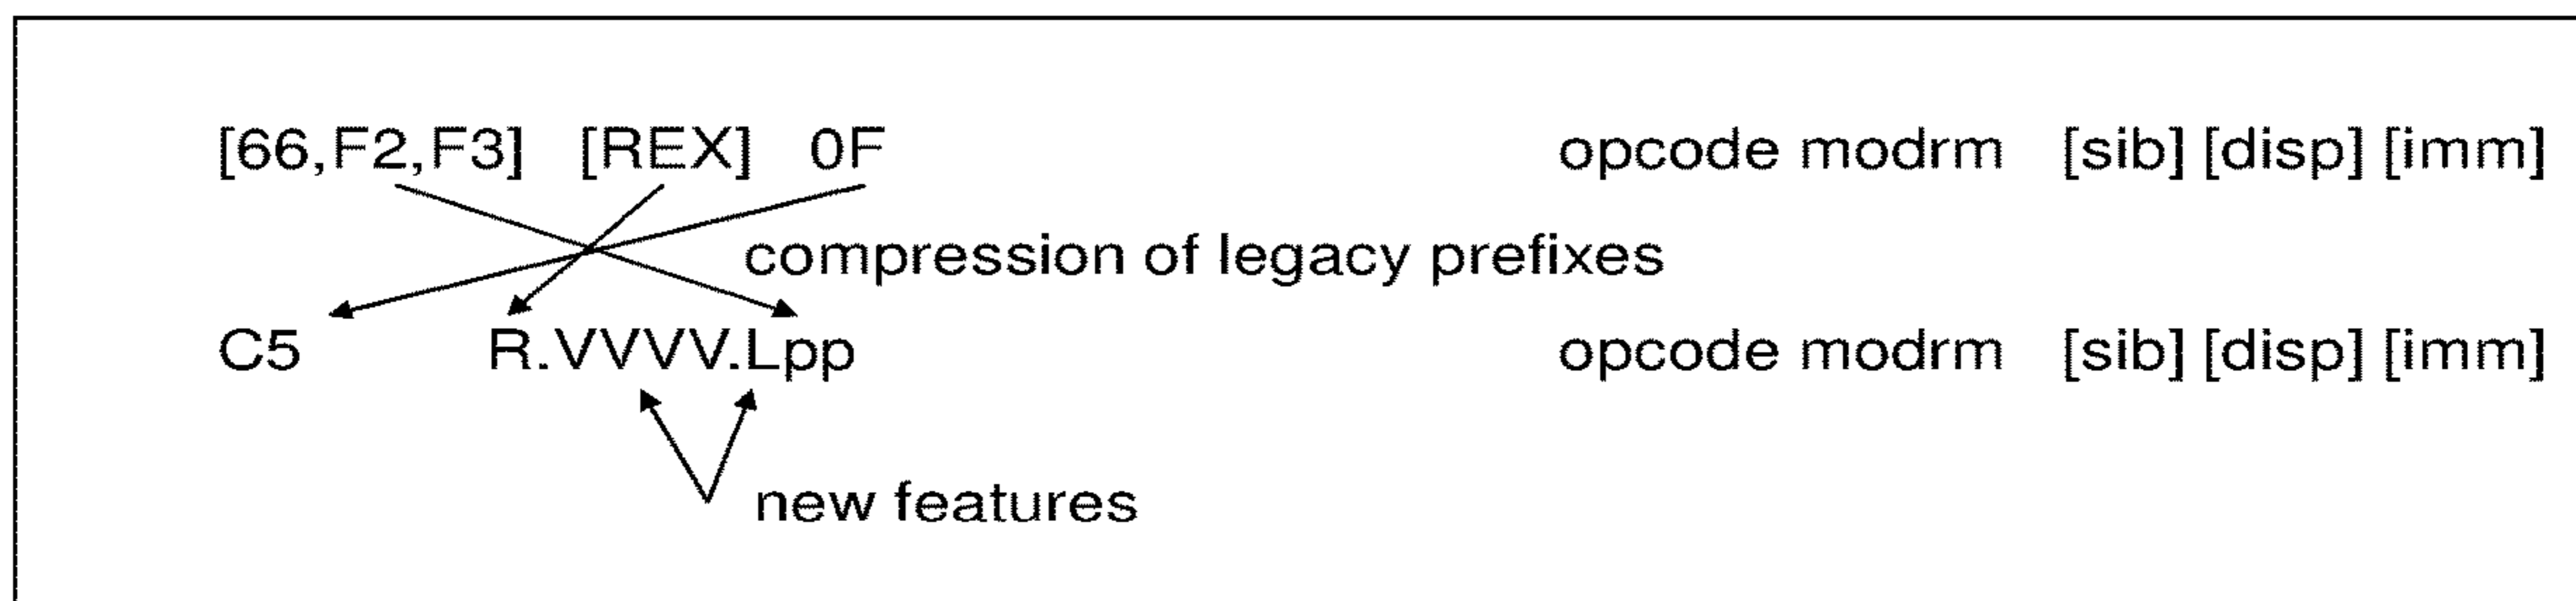 [66,F2,F3] [REX] 0F opcode modrm [sib] [disp] [imm]
compression of legacy prefixes
C5 R.VVVV.Lpp opcode modrm [sib] [disp] [imm]
new features